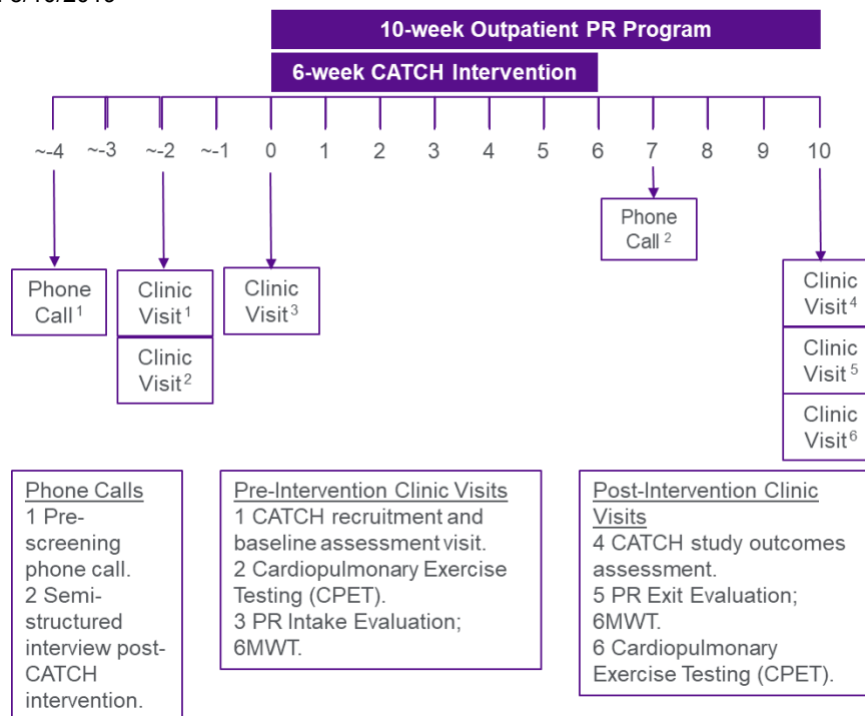 10-week Outpatient PR Program
6-week CATCH Intervention
~-4 ~-3 ~-2 ~-1 0 1 2 3 4 5 6 7 8 9 10
Phone
Call 1
Clinic
Visit 1
Clinic
Visit 2
Clinic
Visit 3
Phone
Call 2
Clinic
Visit 4
Clinic
Visit 5
Clinic
Visit 6
Phone Calls
1 Pre-
screening
phone call.
2 Semi-
structured
interview post-
CATCH
intervention.
Pre-Intervention Clinic Visits
1 CATCH recruitment and
baseline assessment visit.
2 Cardiopulmonary Exercise
Testing (CPET).
3 PR Intake Evaluation;
6MWT.
Post-Intervention Clinic
Visits
4 CATCH study outcomes
assessment.
5 PR Exit Evaluation;
6MWT.
6 Cardiopulmonary
Exercise Testing (CPET).